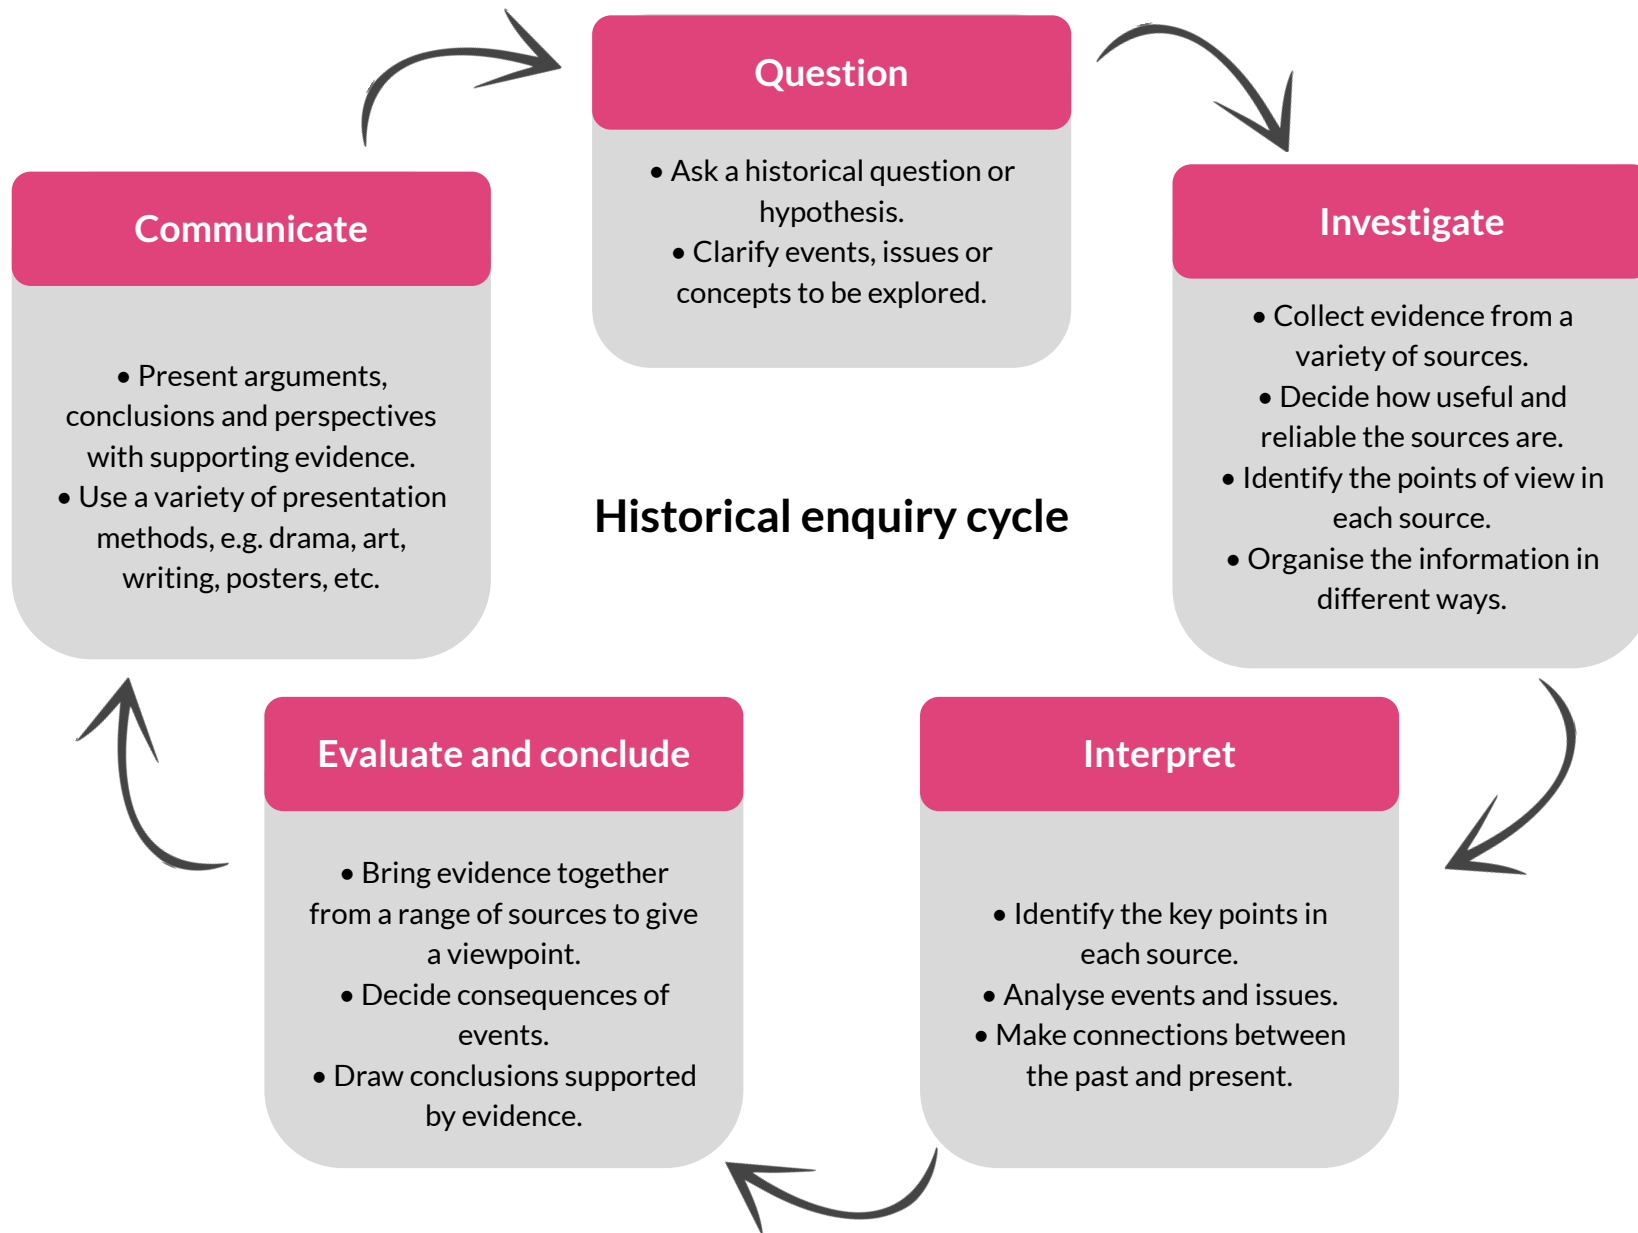 Question
• Ask a historical question or
hypothesis.
• Clarify events, issues or
concepts to be explored.
Investigate
• Collect evidence from a
variety of sources.
• Decide how useful and
reliable the sources are.
• Identify the points of view in
each source.
• Organise the information in
different ways.
Interpret
• Identify the key points in
each source.
• Analyse events and issues.
• Make connections between
the past and present.
Evaluate and conclude
• Bring evidence together
from a range of sources to give
a viewpoint.
• Decide consequences of
events.
• Draw conclusions supported
by evidence.
Communicate
• Present arguments,
conclusions and perspectives
with supporting evidence.
• Use a variety of presentation
methods, e.g. drama, art,
writing, posters, etc.
Historical enquiry cycle